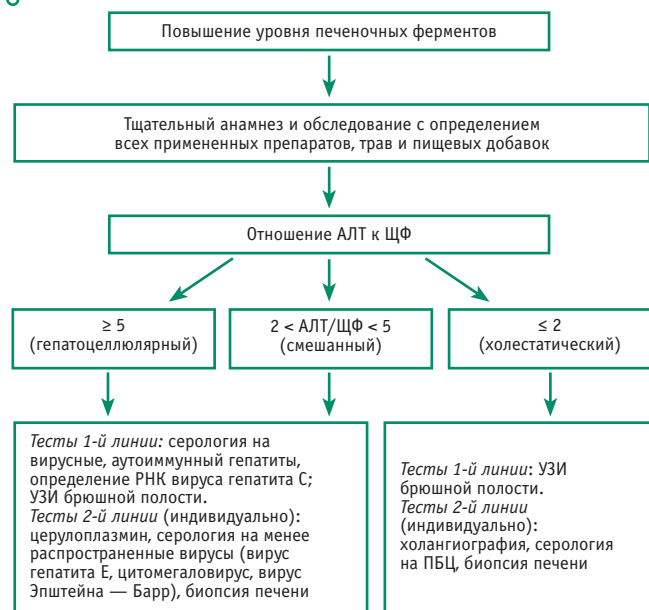 Повышение уровня печеночных ферментов
Тщательный анамнез и обследование с определением
всех примененных препаратов, трав и пищевых добавок
Отношение АЛТ к ЩФ
≥ 5
(гепатоцеллюлярный)
2 < АЛТ/ЩФ < 5
(смешанный)
≤ 2
(холестатический)
Тесты 1-й линии: серология на
вирусные, аутоиммунный гепатиты,
определение РНК вируса гепатита С;
УЗИ брюшной полости.
Тесты 2-й линии (индивидуально):
церулоплазмин, серология на менее
распространенные вирусы (вирус
гепатита Е, цитомегаловирус, вирус
Эпштейна — Барр), биопсия печени
Тесты 1-й линии: УЗИ
брюшной полости.
Тесты 2-й линии
(индивидуально):
холангиография, серология
на ПБЦ, биопсия печени